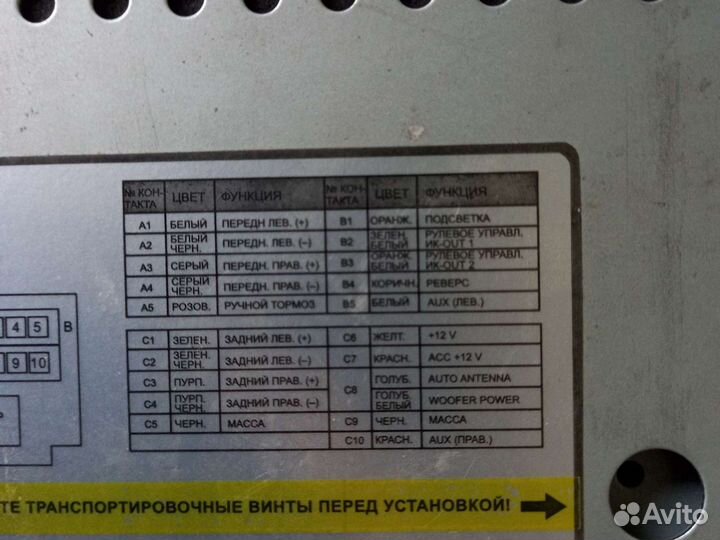 № КОН-ТАКТА ЦВЕТ ФУНКЦИЯ № КОН-ТАКТА ЦВЕТ ФУНКЦИЯ
A1 БЕЛЫЙ ПЕРЕДН ЛЕВ. (+) B1 ОРАНЖ. ПОДСВЕТКА
A2 БЕЛЫЙ ЧЕРН. ПЕРЕДН. ЛЕВ. (–) B2 ЗЕЛЕН. БЕЛЫЙ РУЛЕВОЕ УПРАВЛ. ИК-OUT 1
A3 СЕРЫЙ ПЕРЕДН. ПРАВ. (+) B3 ОРАНЖ. БЕЛЫЙ РУЛЕВОЕ УПРАВЛ. ИК-OUT 2
A4 СЕРЫЙ ЧЕРН. ПЕРЕДН. ПРАВ. (–) B4 КОРИЧН. РЕВЕРС
A5 РОЗОВ. РУЧНОЙ ТОРМОЗ B5 БЕЛЫЙ AUX (ЛЕВ.)
4 5 B
9 10
C1 ЗЕЛЕН. ЗАДНИЙ ЛЕВ. (+) C6 ЖЕЛТ. +12 V
C2 ЗЕЛЕН. ЧЕРН. ЗАДНИЙ ЛЕВ. (–) C7 КРАСН. ACC +12 V
C3 ПУРП. ЗАДНИЙ ПРАВ. (+) C8 ГОЛУБ. AUTO ANTENNA
C4 ПУРП. ЧЕРН. ЗАДНИЙ ПРАВ. (–) ГОЛУБ. БЕЛЫЙ WOOFER POWER
C5 ЧЕРН. МАССА C9 ЧЕРН. МАССА
C10 КРАСН. AUX (ПРАВ.)
ТЕ ТРАНСПОРТИРОВОЧНЫЕ ВИНТЫ ПЕРЕД УСТАНОВКОЙ!
Avito